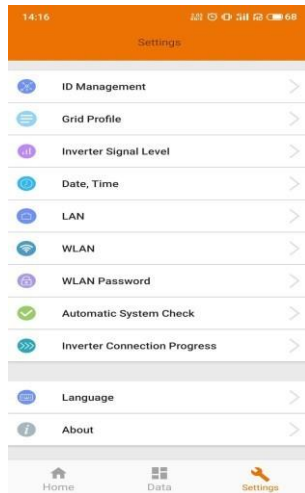 14:16 68
Settings
ID Management
Grid Profile
Inverter Signal Level
Date, Time
LAN
WLAN
WLAN Password
Automatic System Check
Inverter Connection Progress
Language
About
Home Data Settings